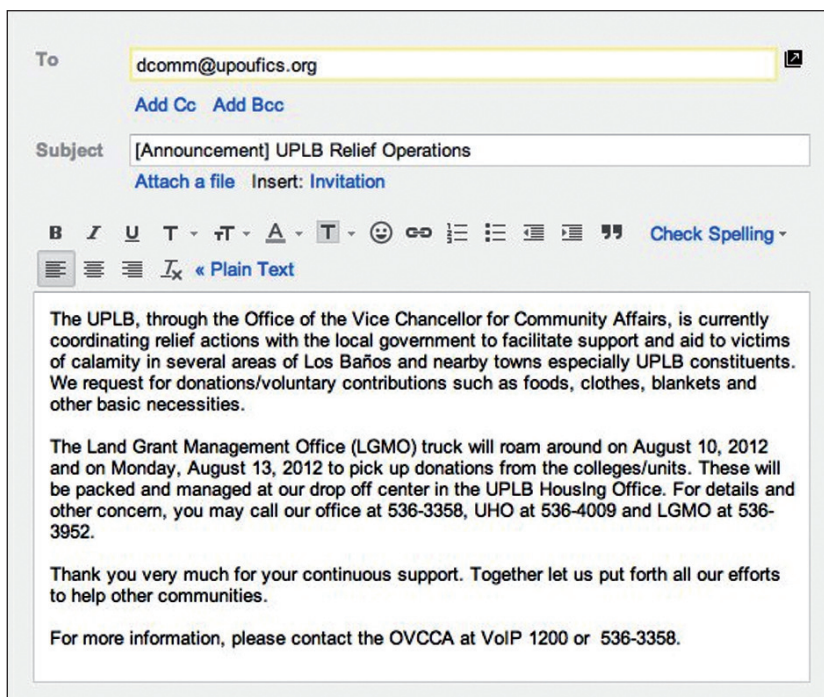 To dcomm@upoufics.org
Add Cc Add Bcc
Subject [Announcement] UPLB Relief Operations
Attach a file Insert: Invitation
B I U T T A T Check Spelling
Tx « Plain Text
The UPLB, through the Office of the Vice Chancellor for Community Affairs, is currently
coordinating relief actions with the local government to facilitate support and aid to victims
of calamity in several areas of Los Baños and nearby towns especially UPLB constituents.
We request for donations/voluntary contributions such as foods, clothes, blankets and
other basic necessities.
The Land Grant Management Office (LGMO) truck will roam around on August 10, 2012
and on Monday, August 13, 2012 to pick up donations from the colleges/units. These will
be packed and managed at our drop off center in the UPLB HousIng Office. For details and
other concern, you may call our office at 536-3358, UHO at 536-4009 and LGMO at 536-
3952.
Thank you very much for your continuous support. Together let us put forth all our efforts
to help other communities.
For more information, please contact the OVCCA at VoIP 1200 or  536-3358.